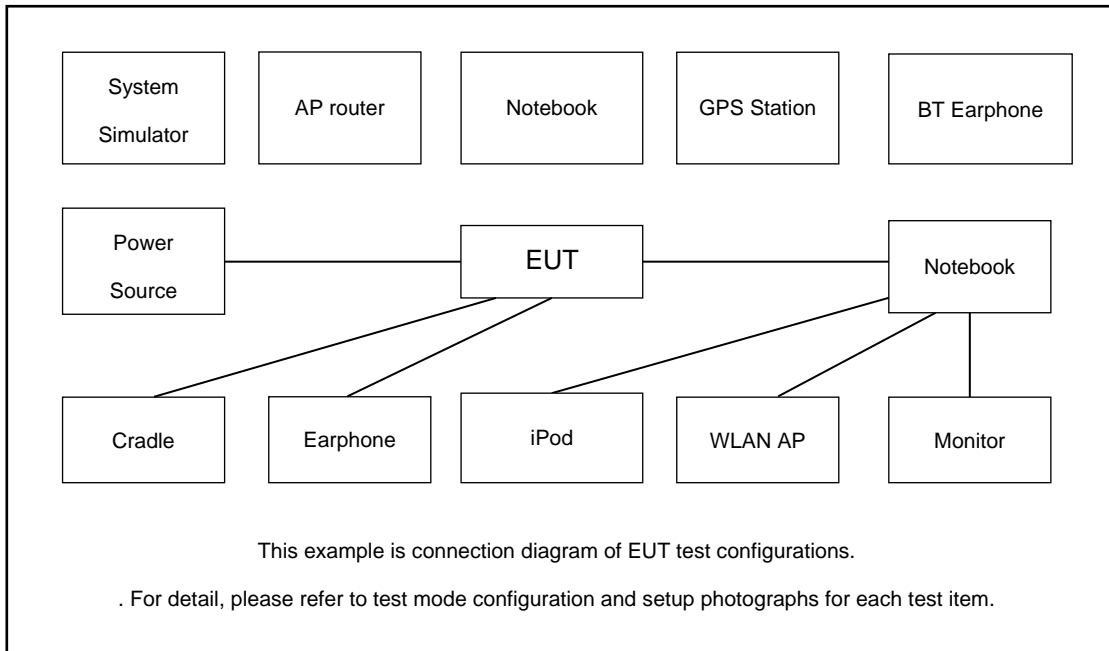 System
Simulator
AP router
Notebook
GPS Station
BT Earphone
Power
Source
EUT
Notebook
Cradle
Earphone
iPod
WLAN AP
Monitor
This example is connection diagram of EUT test configurations.
. For detail, please refer to test mode configuration and setup photographs for each test item.